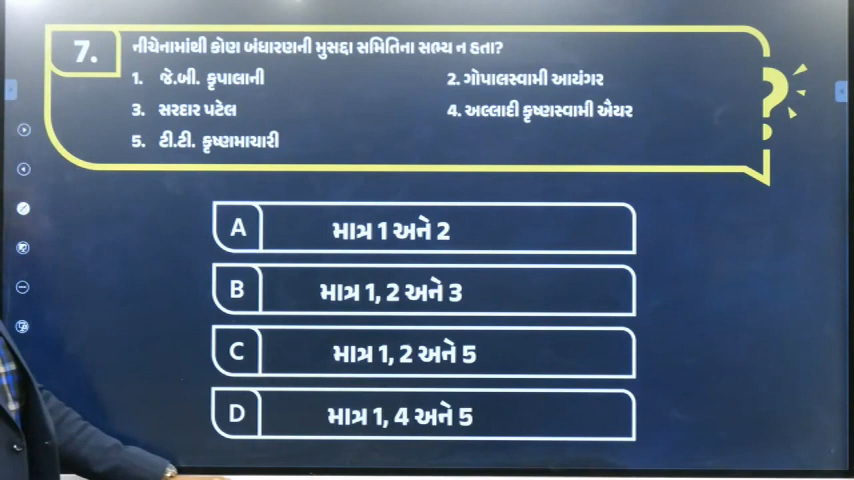 7. નીચેનામાંથી કોણ બંધારણની મુસદ્દા સમિતિના સભ્ય ન હતા?
1. જે.બી. કૃપાલાની 2. ગોપાલસ્વામી આયંગર
3. સરદાર પટેલ 4. અલ્લાદી કૃષ્ણસ્વામી ઐયર
5. ટી.ટી. કૃષ્ણમાચારી
A માત્ર 1 અને 2
B માત્ર 1, 2 અને 3
C માત્ર 1, 2 અને 5
D માત્ર 1, 4 અને 5